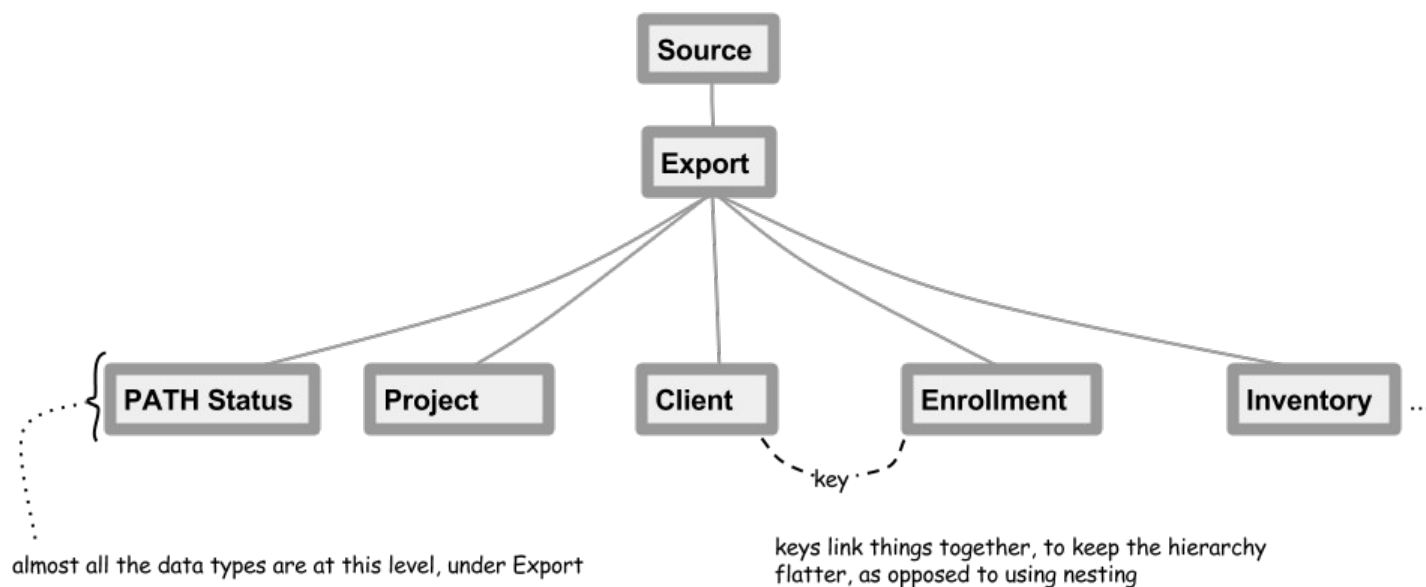 Source
Export
PATH Status
Project
Client
Enrollment
Inventory
..
key
almost all the data types are at this level, under Export
keys link things together, to keep the hierarchy
flatter, as opposed to using nesting